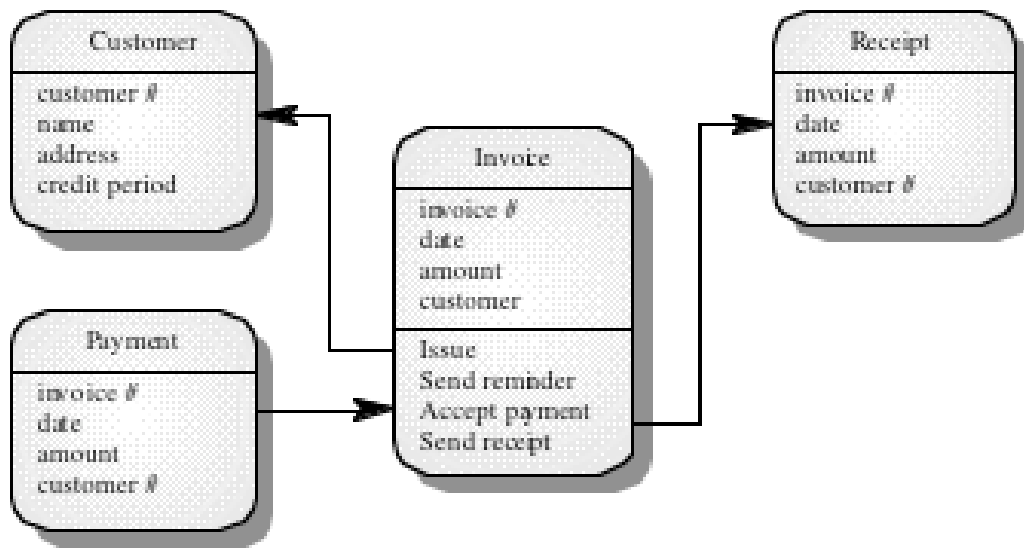 Customer
customer #
name
address
credit period
Payment
invoice #
date
amount
customer #
Invoice
invoice #
date
amount
customer
Issue
Send reminder
Accept payment
Send receipt
Receipt
invoice #
date
amount
customer #